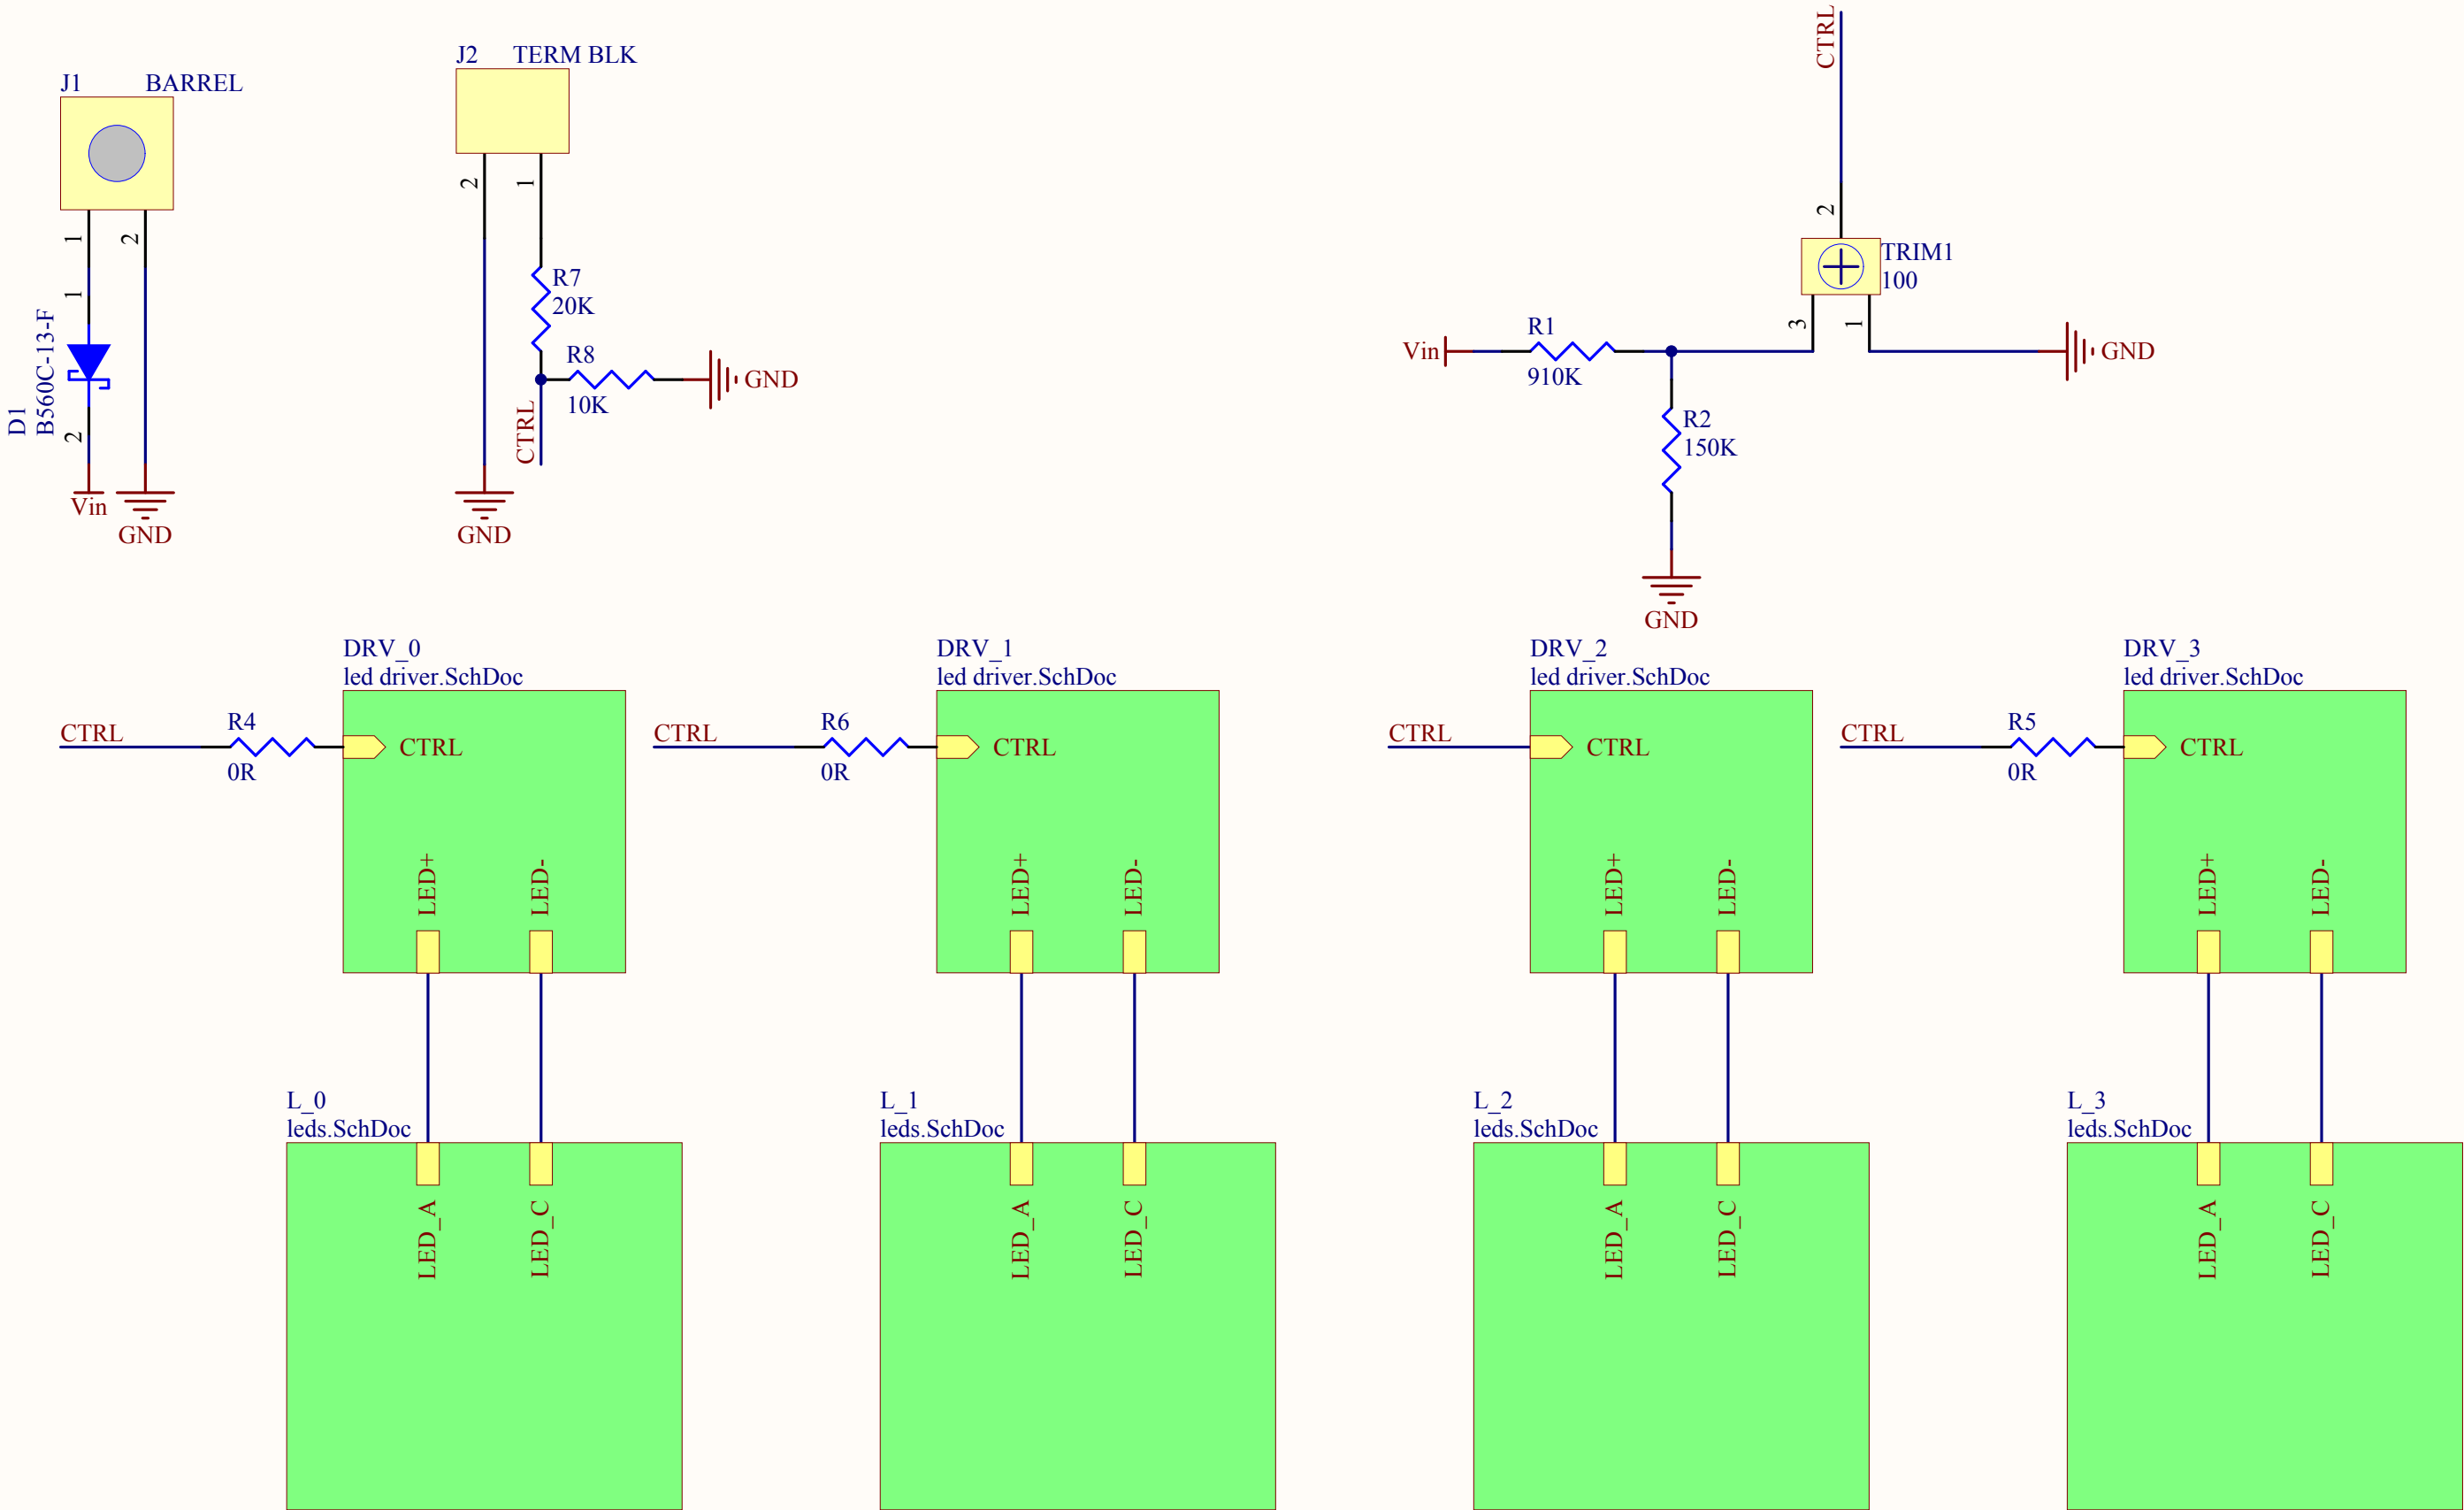 J1 BARREL
1
2
1
D1
B560C-13-F
2
Vin
GND
J2 TERM BLK
2
1
R7
20K
R8
10K
GND
CTRL
GND
CTRL
2
TRIM1
100
3
1
Vin
R1
910K
GND
R2
150K
GND
DRV_0
led driver.SchDoc
CTRL
R4
0R
CTRL
LED+
LED-
DRV_1
led driver.SchDoc
CTRL
R6
0R
CTRL
LED+
LED-
DRV_2
led driver.SchDoc
CTRL
CTRL
LED+
LED-
DRV_3
led driver.SchDoc
CTRL
R5
0R
CTRL
LED+
LED-
L_0
leds.SchDoc
LED_A
LED_C
L_1
leds.SchDoc
LED_A
LED_C
L_2
leds.SchDoc
LED_A
LED_C
L_3
leds.SchDoc
LED_A
LED_C